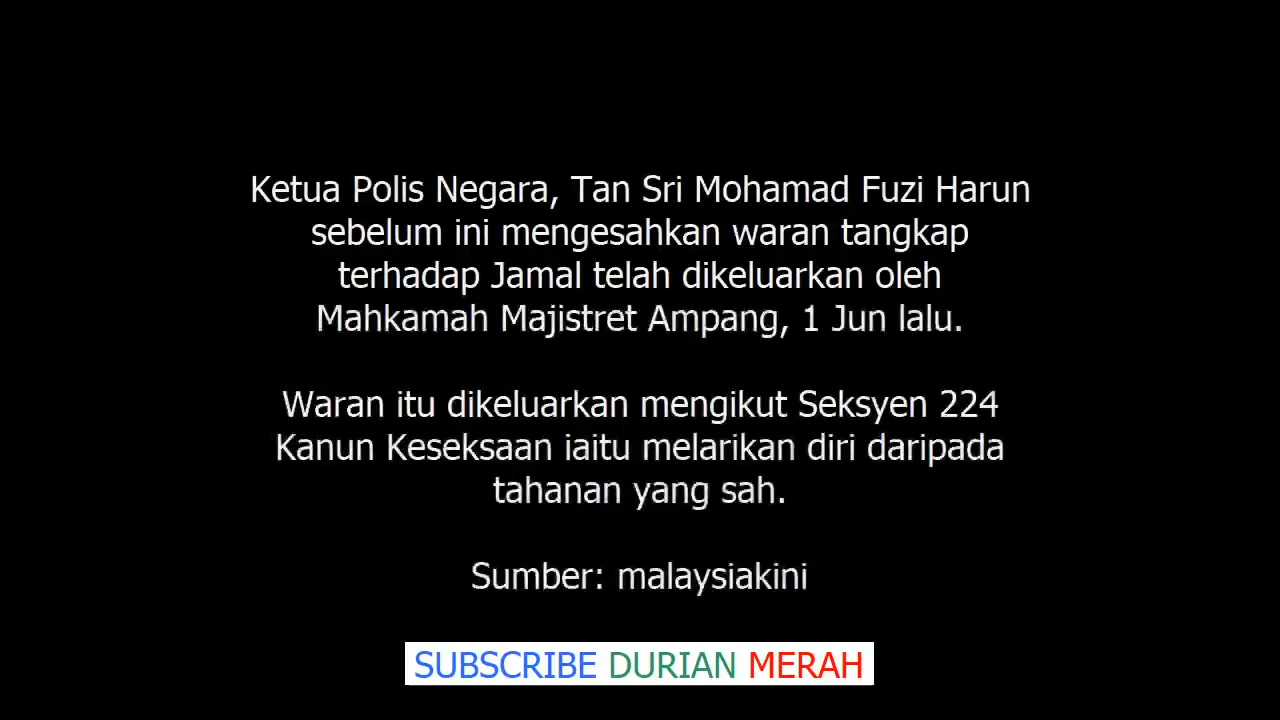 Ketua Polis Negara, Tan Sri Mohamad Fuzi Harun
sebelum ini mengesahkan waran tangkap
terhadap Jamal telah dikeluarkan oleh
Mahkamah Majistret Ampang, 1 Jun lalu.
Waran itu dikeluarkan mengikut Seksyen 224
Kanun Keseksaan iaitu melarikan diri daripada
tahanan yang sah.
Sumber: malaysiakini
SUBSCRIBE DURIAN MERAH